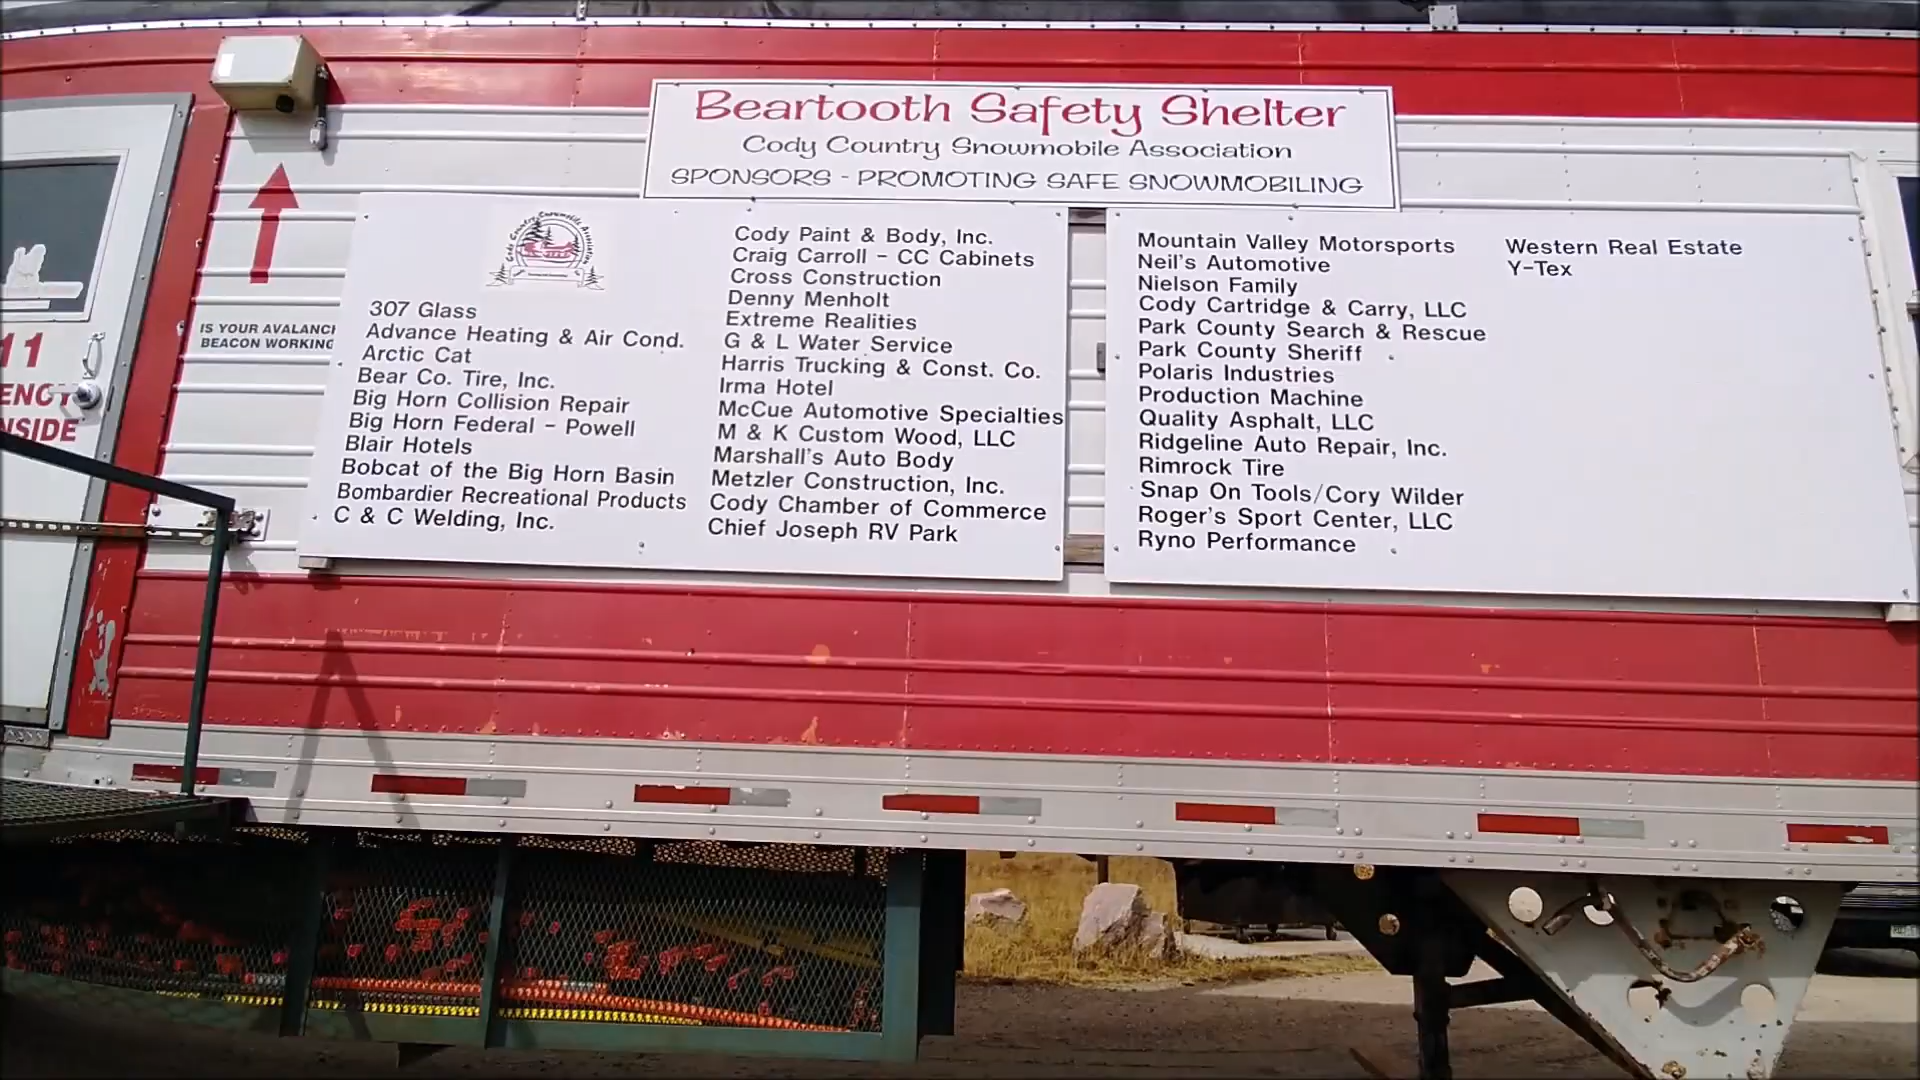 Beartooth Safety Shelter
Cody Country Snowmobile Association
SPONSORS - PROMOTING SAFE SNOWMOBILING
Cody Country Snowmobile Association
307 Glass
Advance Heating & Air Cond.
Arctic Cat
Bear Co. Tire, Inc.
Big Horn Collision Repair
Big Horn Federal - Powell
Blair Hotels
Bobcat of the Big Horn Basin
Bombardier Recreational Products
C & C Welding, Inc.
Cody Paint & Body, Inc.
Craig Carroll - CC Cabinets
Cross Construction
Denny Menholt
Extreme Realities
G & L Water Service
Harris Trucking & Const. Co.
Irma Hotel
McCue Automotive Specialties
M & K Custom Wood, LLC
Marshall's Auto Body
Metzler Construction, Inc.
Cody Chamber of Commerce
Chief Joseph RV Park
Mountain Valley Motorsports
Neil's Automotive
Nielson Family
Cody Cartridge & Carry, LLC
Park County Search & Rescue
Park County Sheriff
Polaris Industries
Production Machine
Quality Asphalt, LLC
Ridgeline Auto Repair, Inc.
Rimrock Tire
Snap On Tools/Cory Wilder
Roger's Sport Center, LLC
Ryno Performance
Western Real Estate
Y-Tex
IS YOUR AVALANCH
BEACON WORKING
11
ENCY
NSIDE